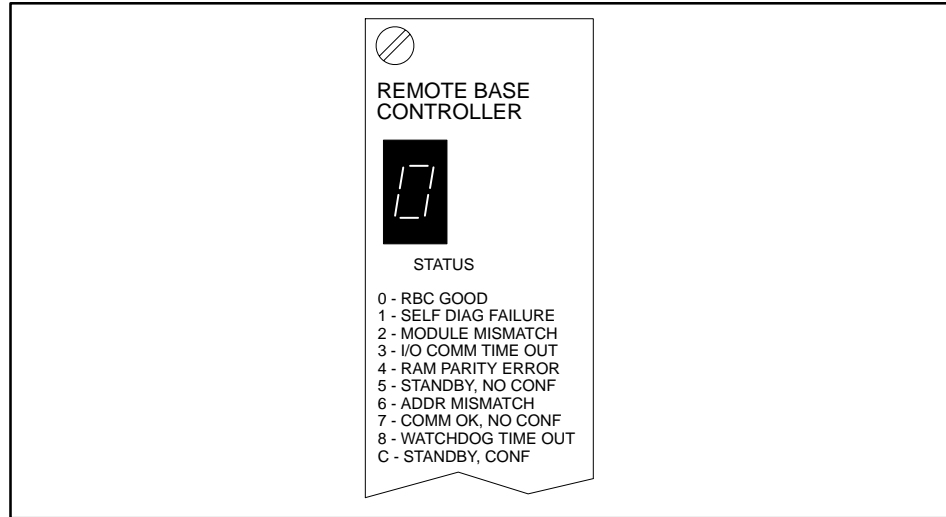 REMOTE BASE
CONTROLLER
0
STATUS
0 - RBC GOOD
1 - SELF DIAG FAILURE
2 - MODULE MISMATCH
3 - I/O COMM TIME OUT
4 - RAM PARITY ERROR
5 - STANDBY, NO CONF
6 - ADDR MISMATCH
7 - COMM OK, NO CONF
8 - WATCHDOG TIME OUT
C - STANDBY, CONF